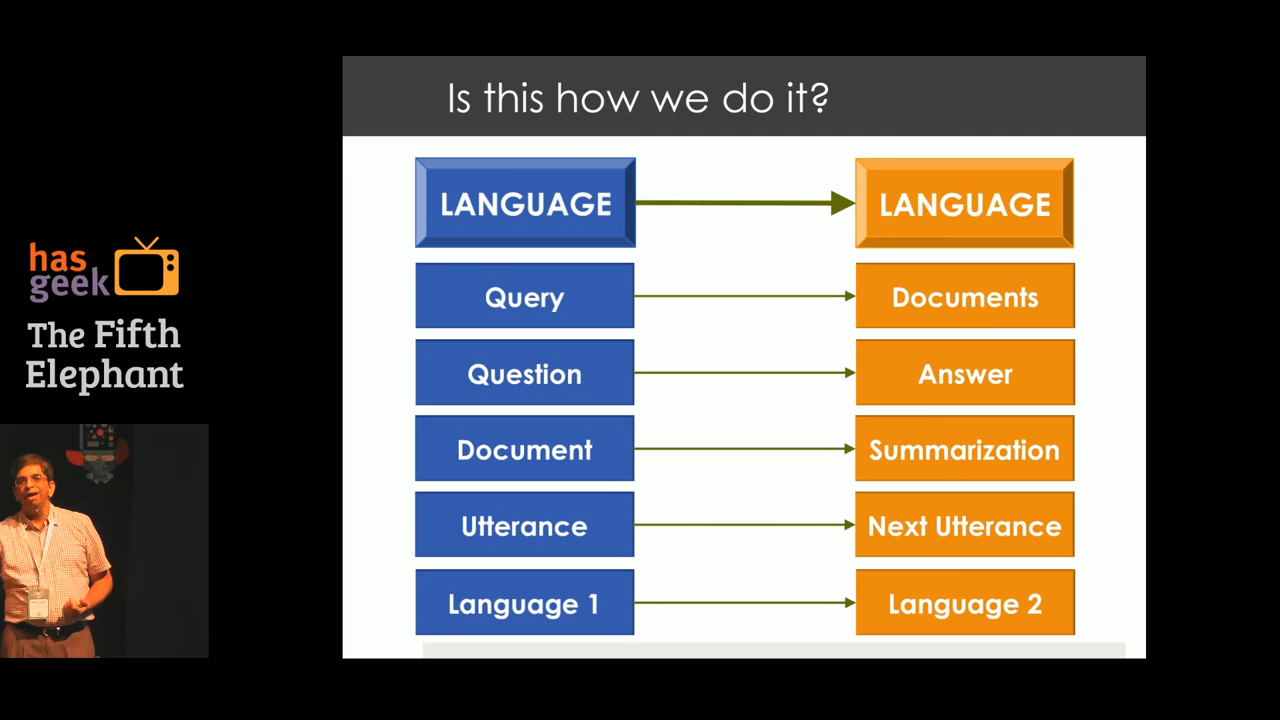 Is this how we do it?
LANGUAGE
LANGUAGE
Query
Documents
Question
Answer
Document
Summarization
Utterance
Next Utterance
Language 1
Language 2
has
geek
The Fifth
Elephant